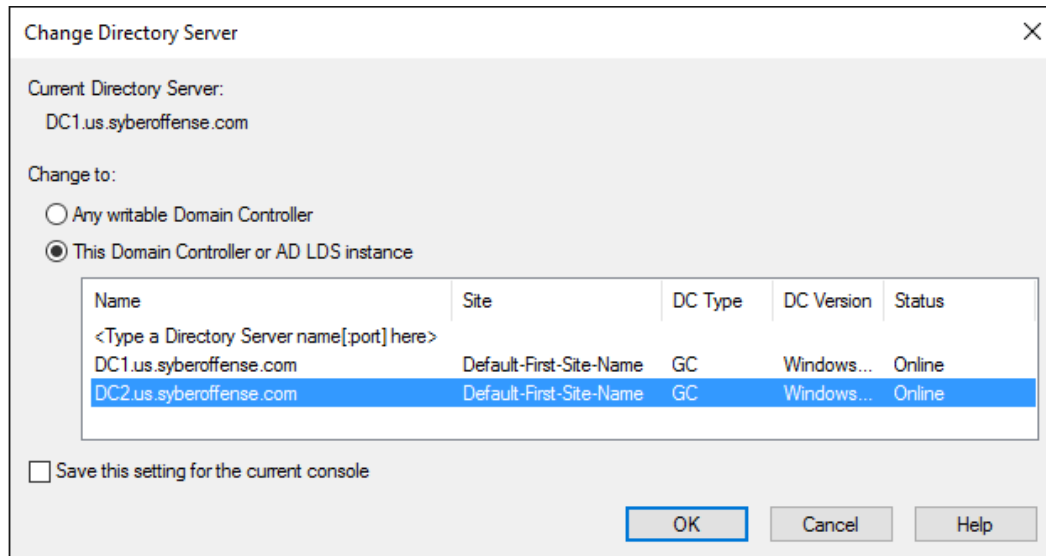 Change Directory Server
Current Directory Server:
DC1.us.syberoffense.com
Change to:
Any writable Domain Controller
This Domain Controller or AD LDS instance
Name Site DC Type DC Version Status
<Type a Directory Server name[:port] here>
DC1.us.syberoffense.com Default-First-Site-Name GC Windows... Online
DC2.us.syberoffense.com Default-First-Site-Name GC Windows... Online
Save this setting for the current console
OK Cancel Help